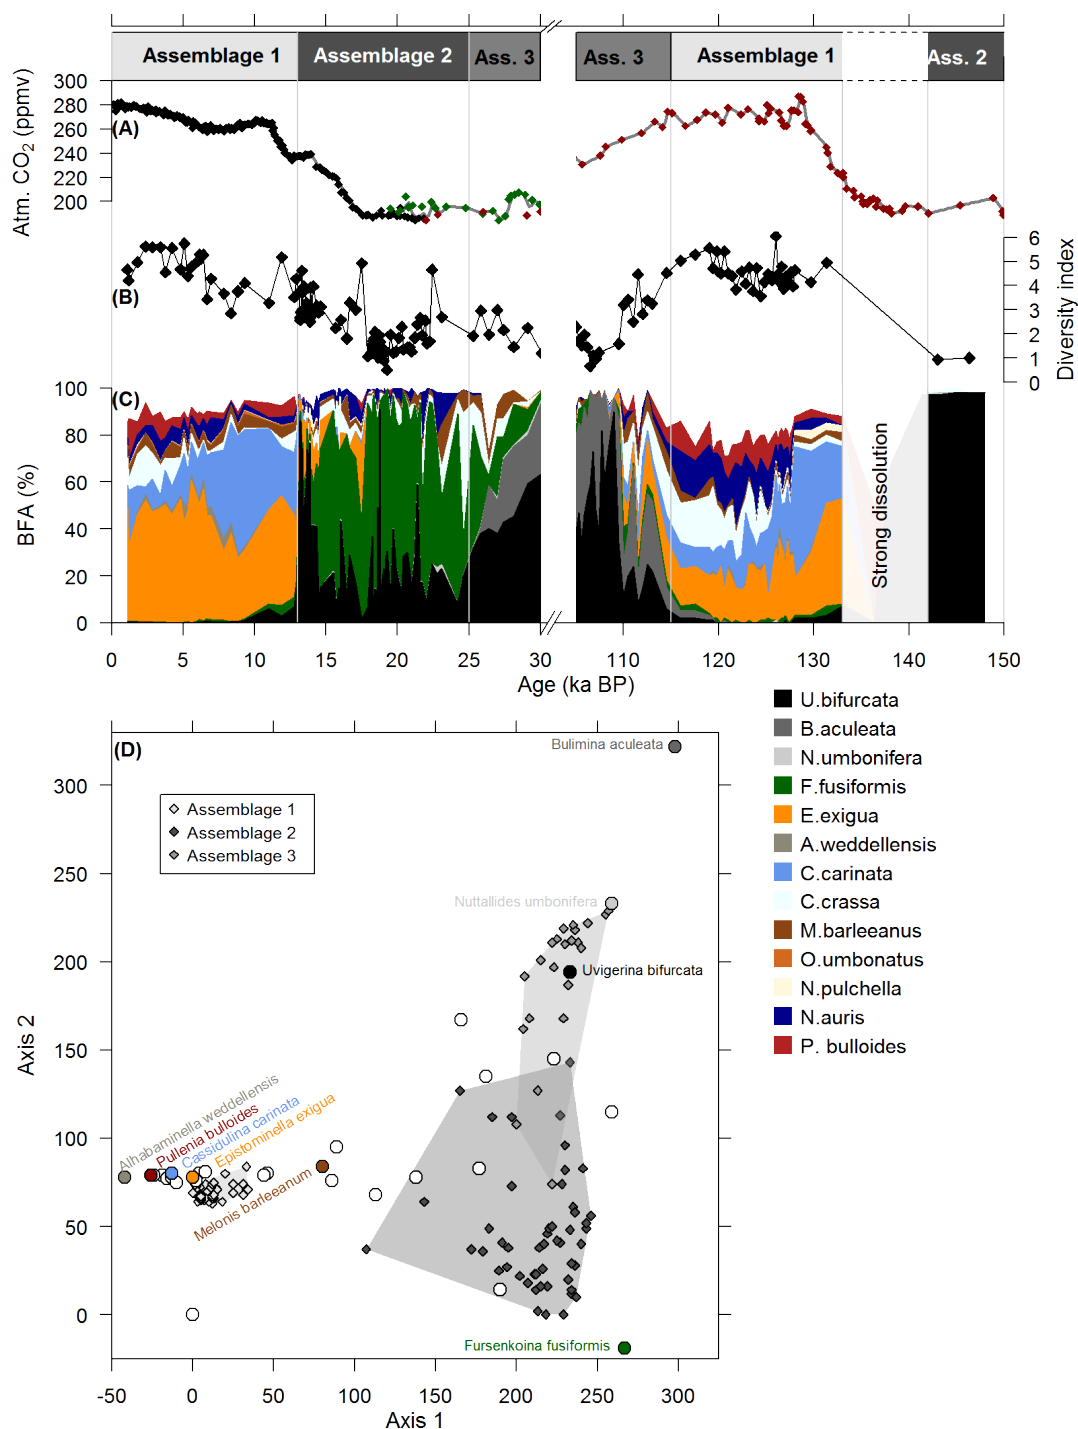 Assemblage 1 Assemblage 2 Ass. 3 Ass. 3 Assemblage 1 Ass. 2
300
280
260
240
220
200
Atm. CO2 (ppmv)
(A)
6
5
4
3
2
1
0
Diversity index
(B)
100
80
60
40
20
0
BFA (%)
(C)
Strong dissolution
0 5 10 15 20 25 30 110 120 130 140 150
Age (ka BP)
U.bifurcata
B.aculeata
N.umbonifera
F.fusiformis
E.exigua
A.weddellensis
C.carinata
C.crassa
M.barleeanus
O.umbonatus
N.pulchella
N.auris
P. bulloides
(D)
Bulimina aculeata
Assemblage 1
Assemblage 2
Assemblage 3
Nuttallides umbonifera
Uvigerina bifurcata
Alhabaminella weddellensis
Pullenia bulloides
Cassidulina carinata
Epistominella exigua
Melonis barleeanum
Fursenkoina fusiformis
300
250
200
150
100
50
0
Axis 2
-50 0 50 100 150 200 250 300
Axis 1